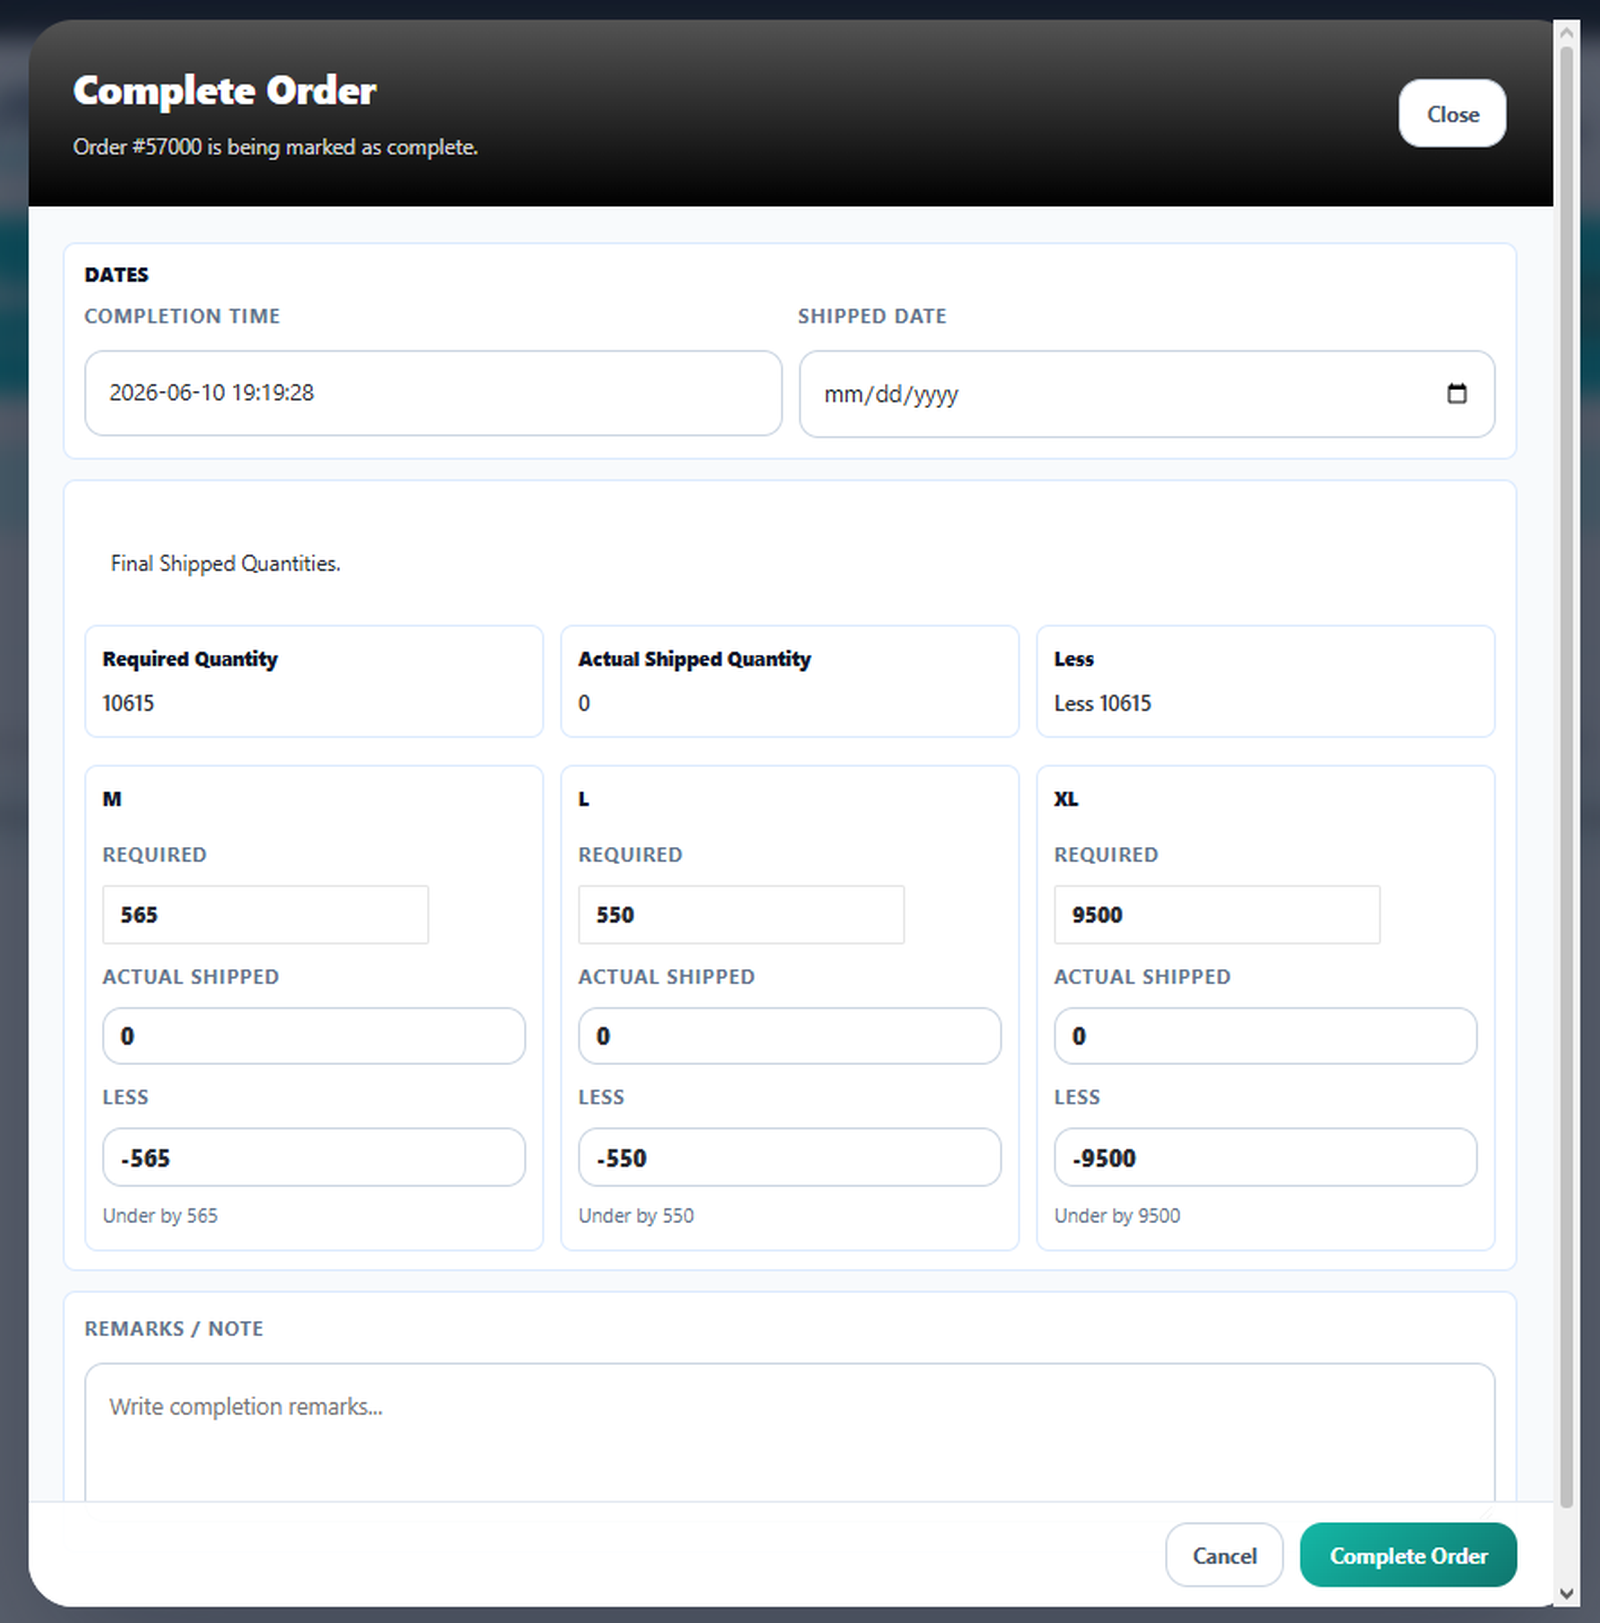 Complete Order
Order #57000 is being marked as complete.
Close
DATES
COMPLETION TIME
SHIPPED DATE
2026-06-10 19:19:28
mm/dd/yyyy
Final Shipped Quantities.
Required Quantity
10615
Actual Shipped Quantity
0
Less
Less 10615
M
REQUIRED
565
ACTUAL SHIPPED
0
LESS
-565
Under by 565
L
REQUIRED
550
ACTUAL SHIPPED
0
LESS
-550
Under by 550
XL
REQUIRED
9500
ACTUAL SHIPPED
0
LESS
-9500
Under by 9500
REMARKS / NOTE
Write completion remarks...
Cancel
Complete Order